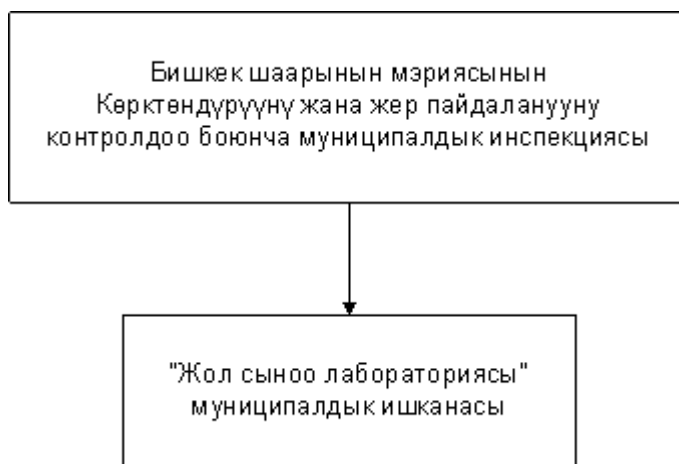 Бишкек шаарынын мэриясынын
Көрктөндүрүүнү жана жер пайдаланууну
контролдоо боюнча муниципалдык инспекциясы
"Жол сыноо лабораториясы"
муниципалдык ишканасы